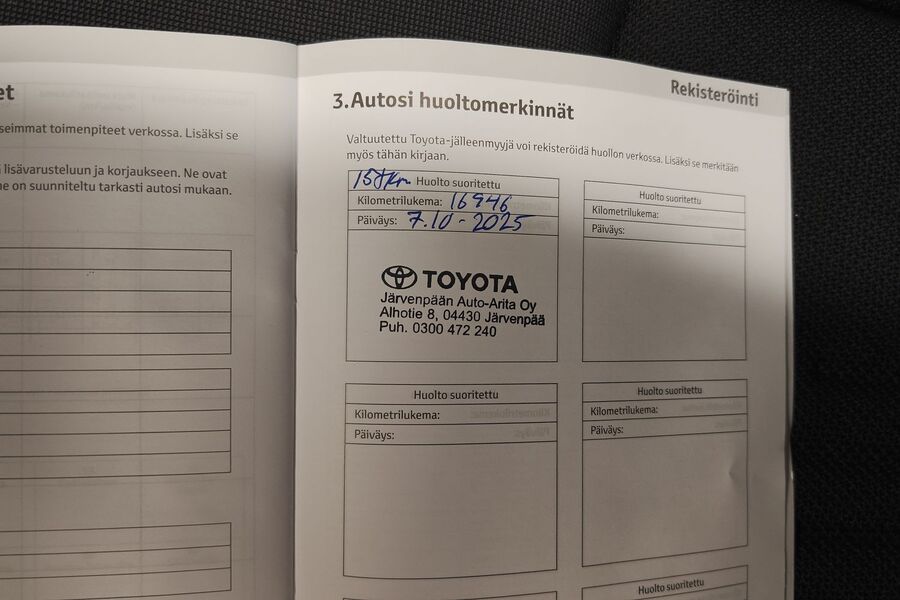 et
seimmat toimenpiteet verkossa. Lisäksi se
lisävarusteluun ja korjaukseen. Ne ovat
ne on suunniteltu tarkasti autosi mukaan.
Rekisteröinti
3.Autosi huoltomerkinnät
Valtuutettu Toyota-jälleenmyyjä voi rekisteröidä huollon verkossa. Lisäksi se merkitään
myös tähän kirjaan.
15tkm Huolto suoritettu
Kilometrilukema: 16946
Päiväys: 7.10-2025
TOYOTA
Järvenpään Auto-Arita Oy
Alhotie 8, 04430 Järvenpää
Puh. 0300 472 240
Huolto suoritettu
Kilometrilukema:
Päiväys:
Huolto suoritettu
Kilometrilukema:
Päiväys:
Huolto suoritettu
Kilometrilukema:
Päiväys:
Huolto suoritettu